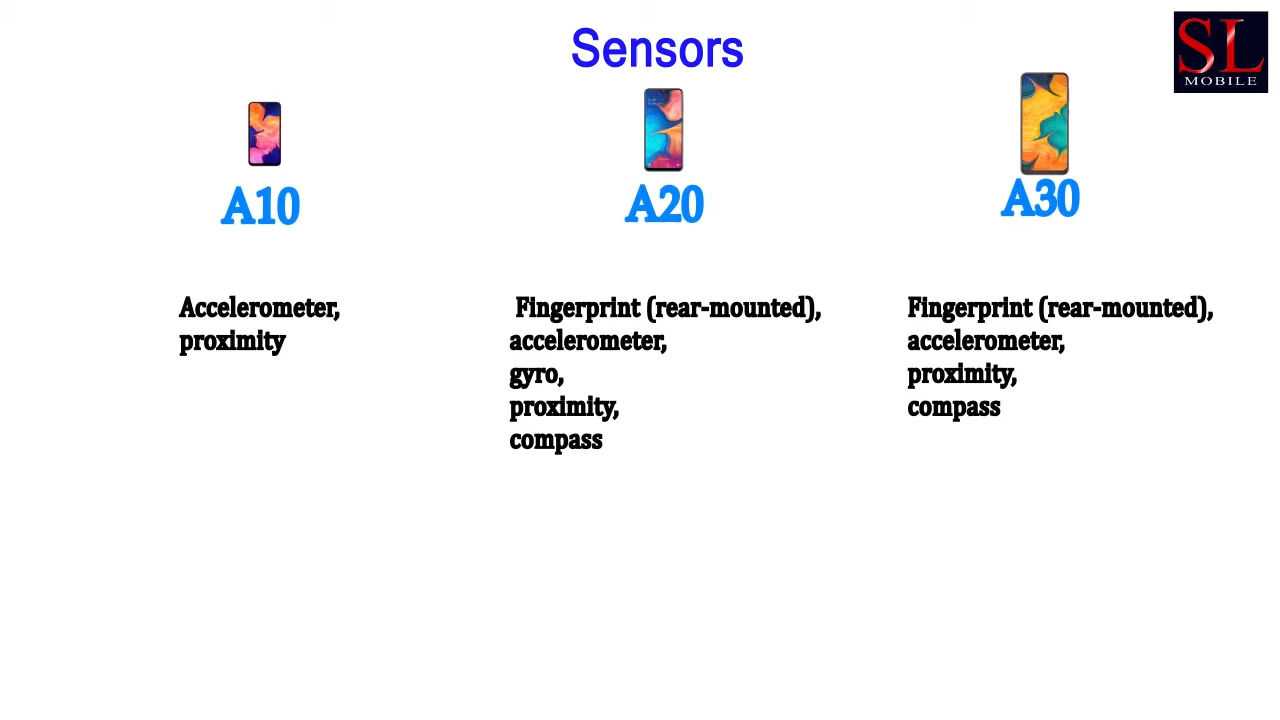 Sensors
SL
MOBILE
A10
A20
A30
Accelerometer,
proximity
Fingerprint (rear-mounted),
accelerometer,
gyro,
proximity,
compass
Fingerprint (rear-mounted),
accelerometer,
proximity,
compass